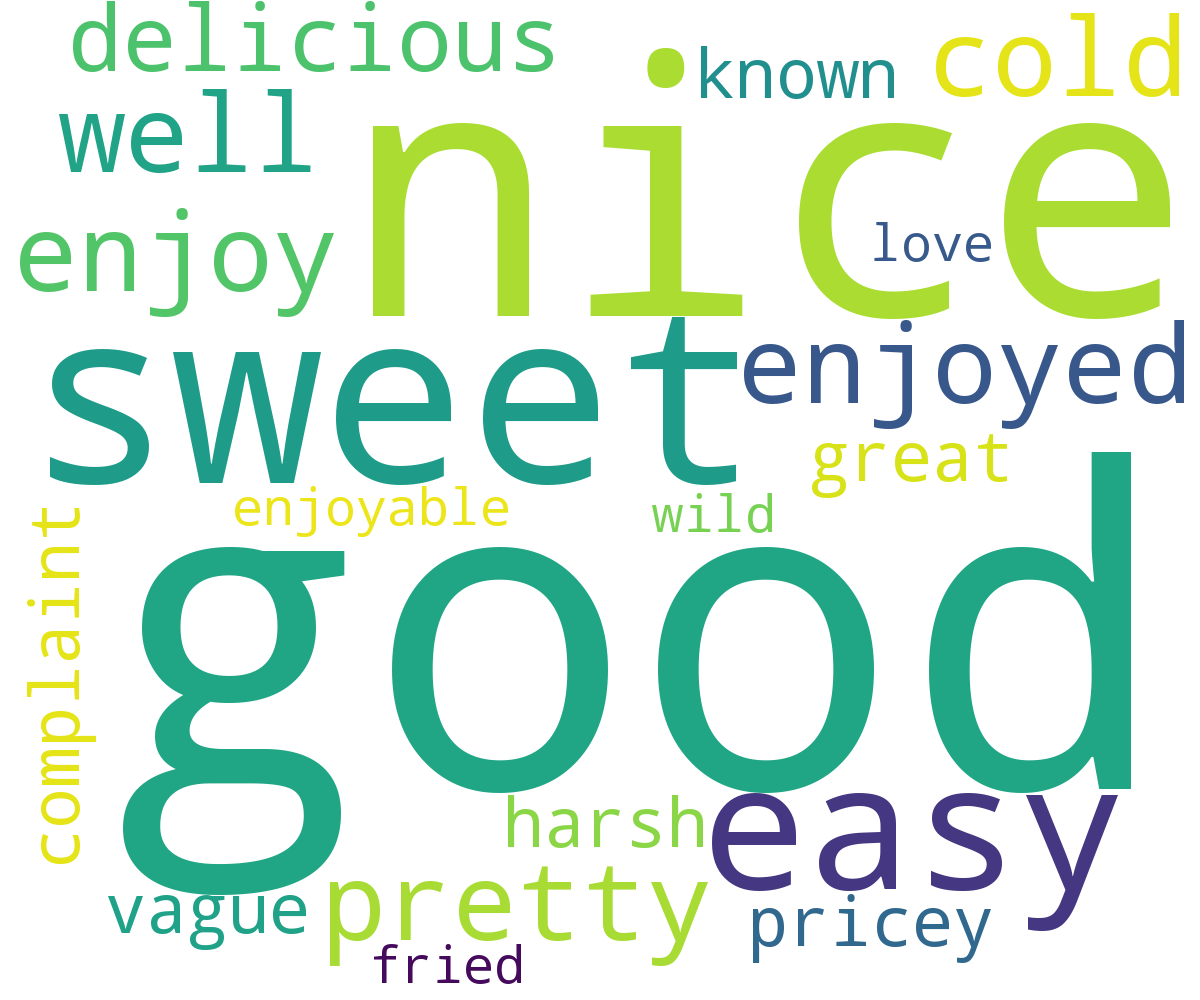 delicious
known
cold
well
nice
enjoy
love
sweet
enjoyed
great
enjoyable
wild
complaint
good
harsh
easy
vague
pretty
pricey
fried